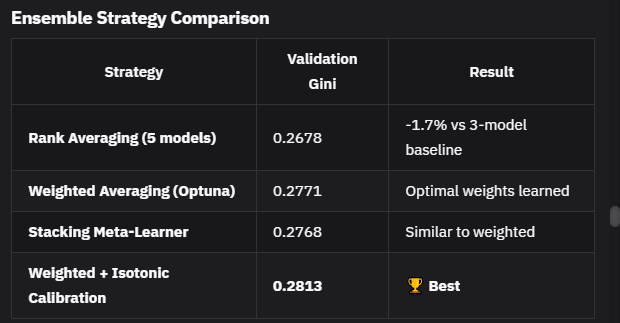 Ensemble Strategy Comparison
Strategy
Validation
Gini
Result
Rank Averaging (5 models)
0.2678
-1.7% vs 3-model
baseline
Weighted Averaging (Optuna)
0.2771
Optimal weights learned
Stacking Meta-Learner
0.2768
Similar to weighted
Weighted + Isotonic
Calibration
0.2813
🏆 Best